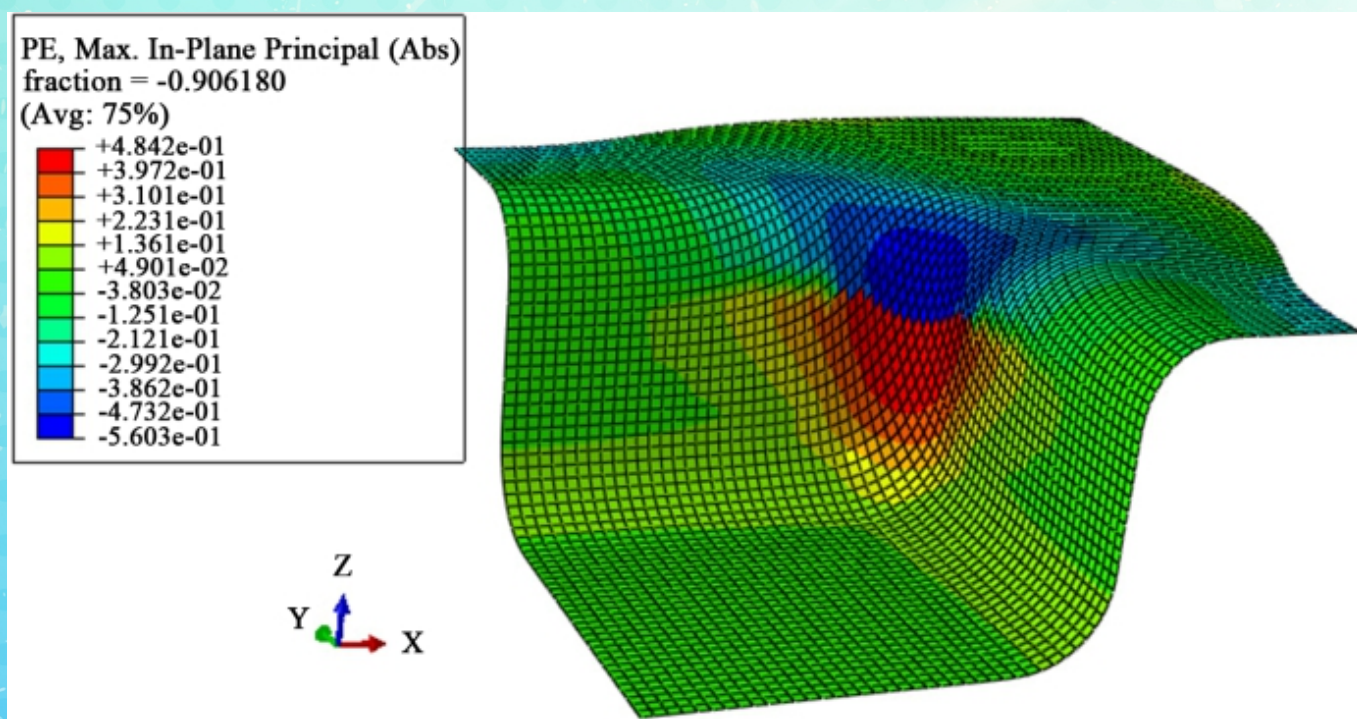 PE, Max. In-Plane Principal (Abs)
fraction = -0.906180
(Avg: 75%)
+4.842e-01
+3.972e-01
+3.101e-01
+2.231e-01
+1.361e-01
+4.901e-02
-3.803e-02
-1.251e-01
-2.121e-01
-2.992e-01
-3.862e-01
-4.732e-01
-5.603e-01
Z
Y
X